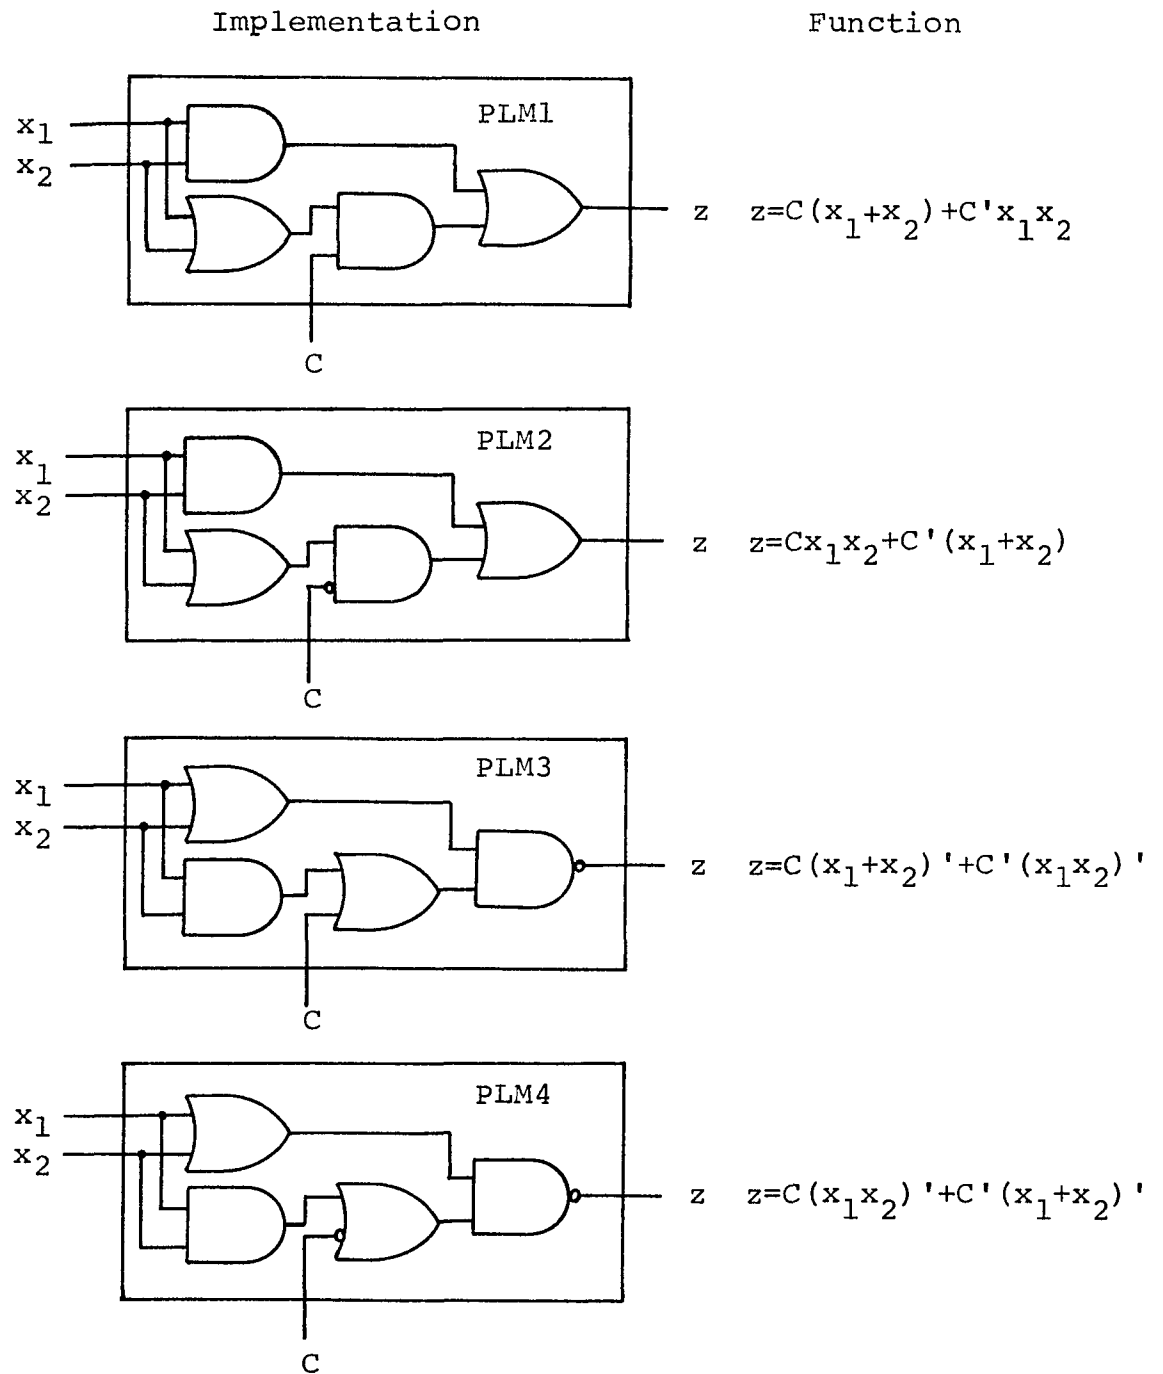 Implementation Function
PLM1
x1
x2
z z=C(x1+x2)+C'x1x2
C
PLM2
x1
x2
z z=Cx1x2+C'(x1+x2)
C
PLM3
x1
x2
z z=C(x1+x2)'+C'(x1x2)'
C
PLM4
x1
x2
z z=C(x1x2)'+C'(x1+x2)'
C